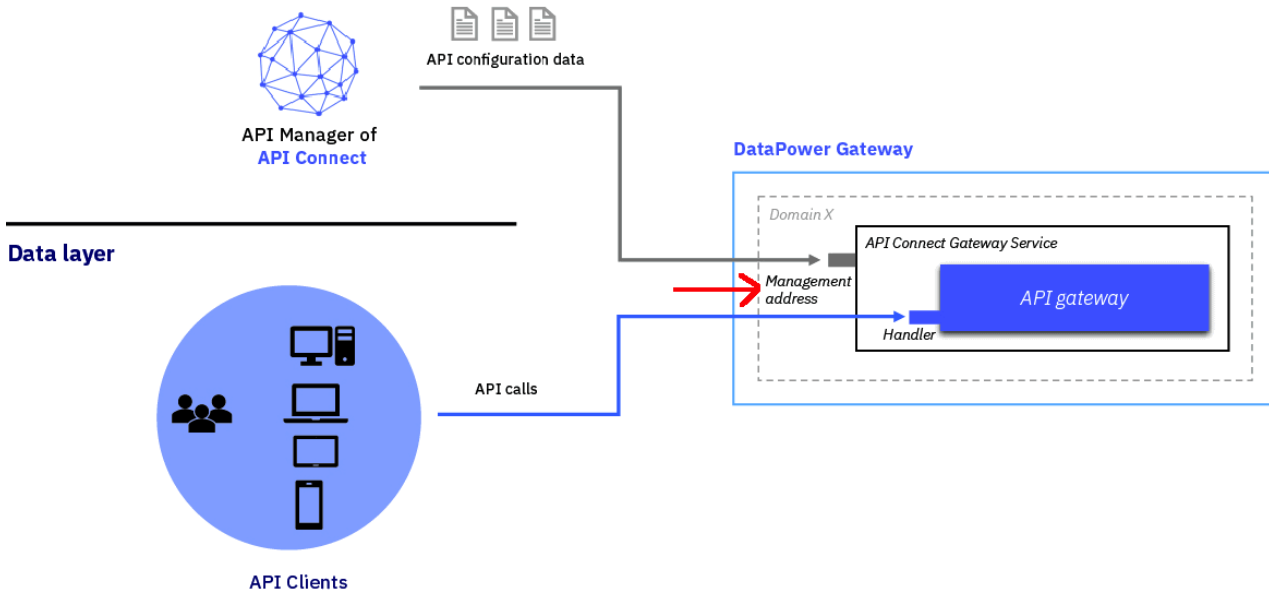 API configuration data
API Manager of
API Connect
DataPower Gateway
Domain X
API Connect Gateway Service
Data layer
Management
address
API gateway
Handler
API calls
API Clients